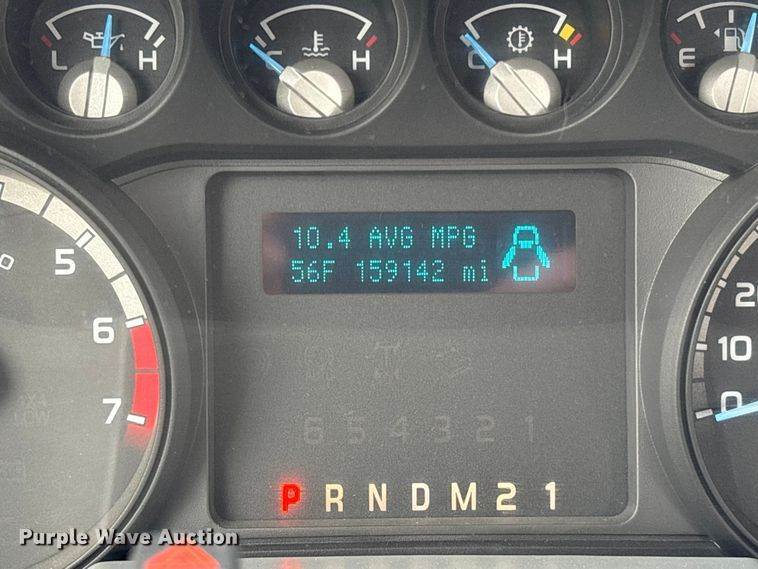 L H
H
C H
E
10.4 AVG MPG
56F 159142 mi
5
6
7
20
10
0
6 5 4 3 2 1
P R N D M 2 1
Purple Wave Auction